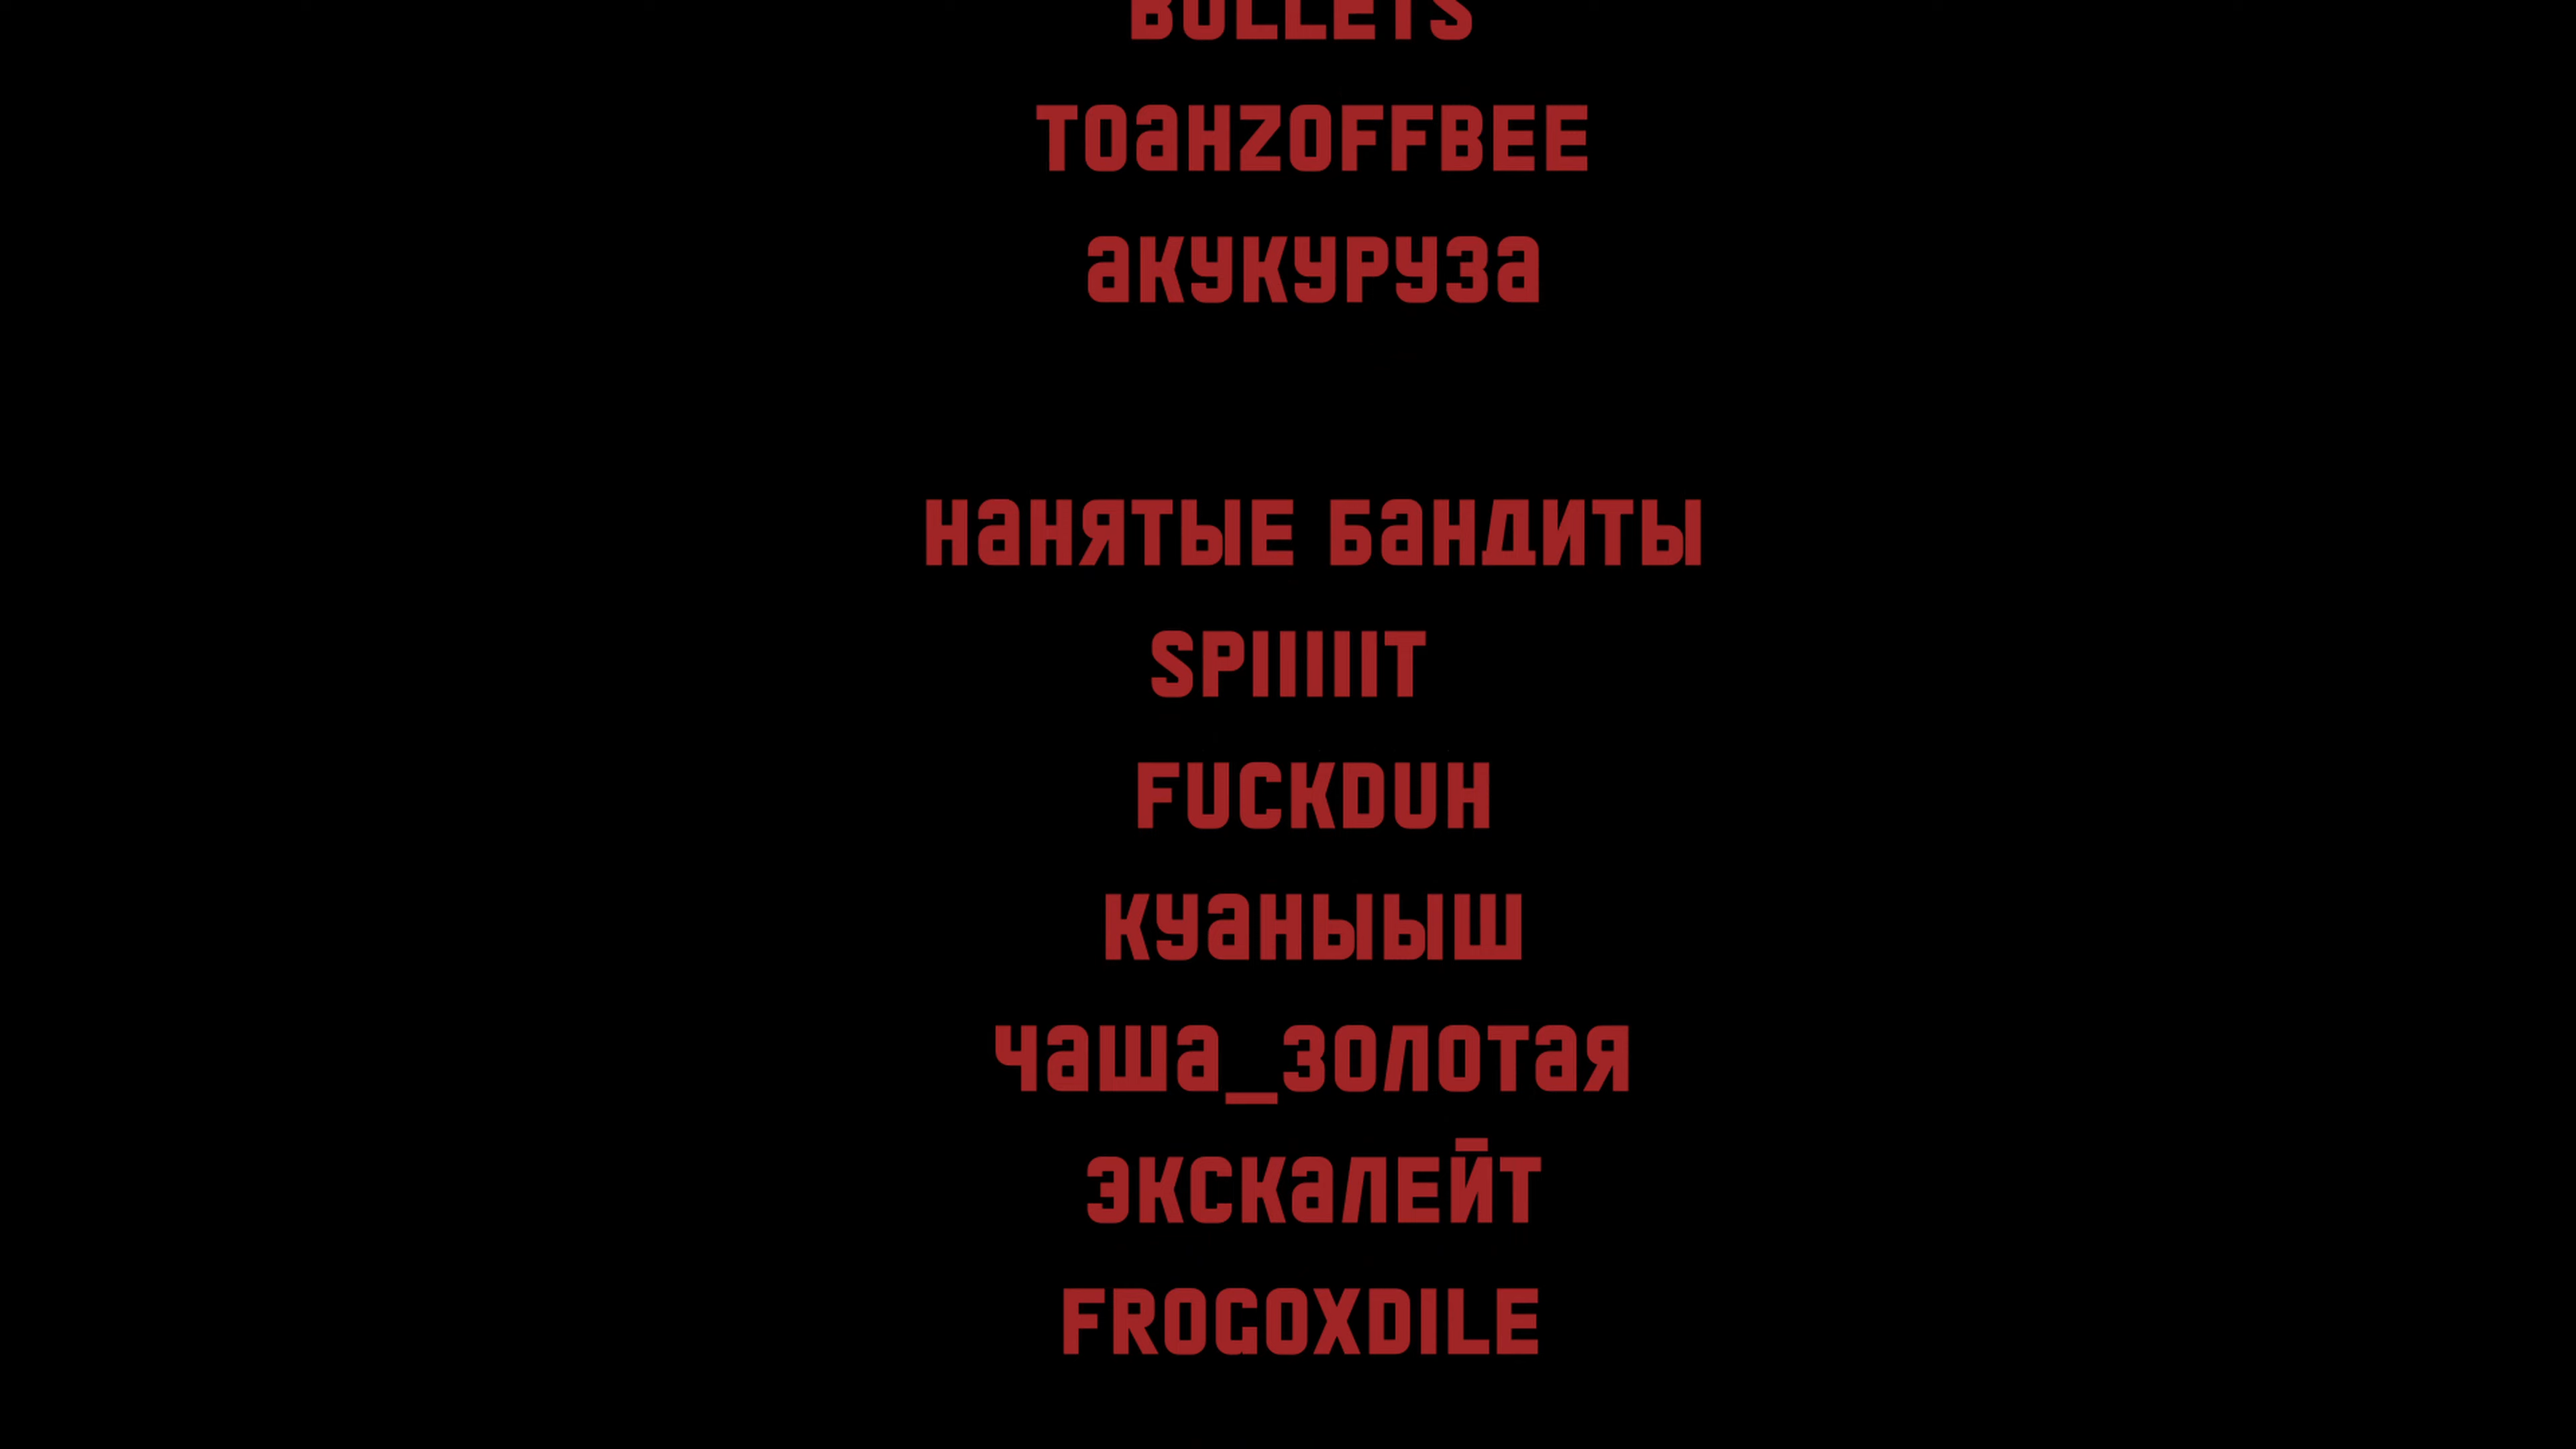 BULLETS
TOAHZOFFBEE
АКУКУРУЗА
НАНЯТЫЕ БАНДИТЫ
SPIIIIIT
FUCKDUH
КУАНЫЫШ
ЧАША_ЗОЛОТАЯ
ЭКСКАЛЕЙТ
FROGOXDILE